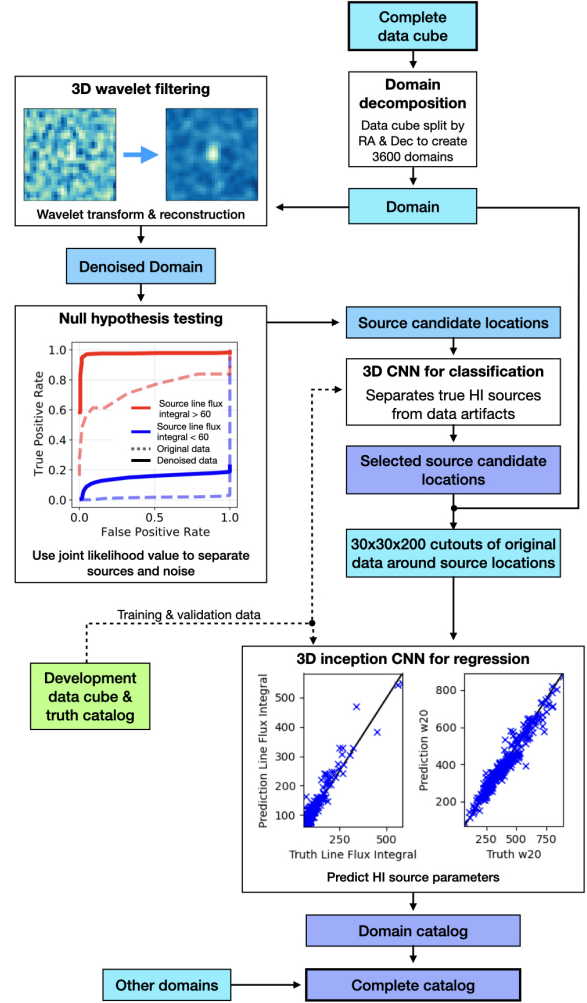 Complete
data cube
3D wavelet filtering
Wavelet transform & reconstruction
Domain
decomposition
Data cube split by
RA & Dec to create
3600 domains
Domain
Denoised Domain
Null hypothesis testing
True Positive Rate
1.0
0.8
0.6
0.4
0.2
0.0
Source line flux
integral > 60
Source line flux
integral < 60
Original data
Denoised data
0.0
0.5
1.0
False Positive Rate
Use joint likelihood value to separate
sources and noise
Source candidate locations
3D CNN for classification
Separates true HI sources
from data artifacts
Selected source candidate
locations
30x30x200 cutouts of original
data around source locations
Training & validation data
Development
data cube &
truth catalog
3D inception CNN for regression
Prediction Line Flux Integral
500
400
300
200
100
250
500
Truth Line Flux Integral
Prediction w20
800
600
400
200
250
500
750
Truth w20
Predict HI source parameters
Domain catalog
Other domains
Complete catalog